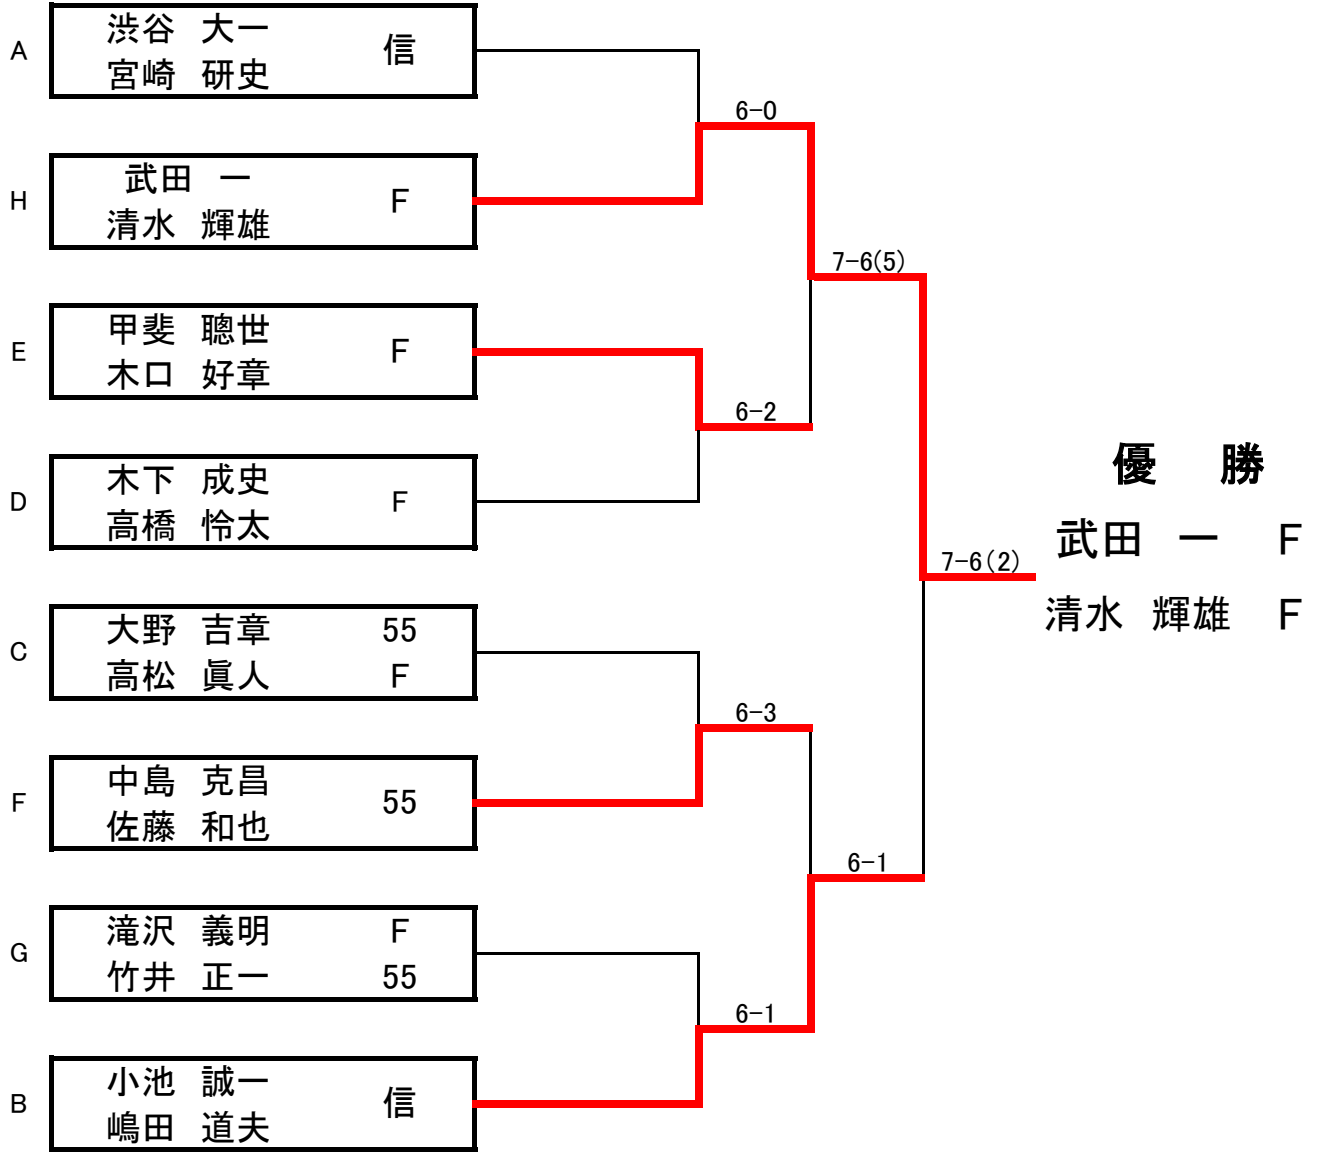 A 渋谷 大一 信
宮崎 研史
6-0
H 武田 一 F
清水 輝雄
7-6(5)
E 甲斐 聰世 F
木口 好章
6-2
D 木下 成史 F
高橋 怜太
優 勝
武田 一 F
7-6(2)
清水 輝雄 F
C 大野 吉章 55
高松 眞人 F
6-3
F 中島 克昌 55
佐藤 和也
6-1
G 滝沢 義明 F
竹井 正一 55
6-1
B 小池 誠一 信
嶋田 道夫